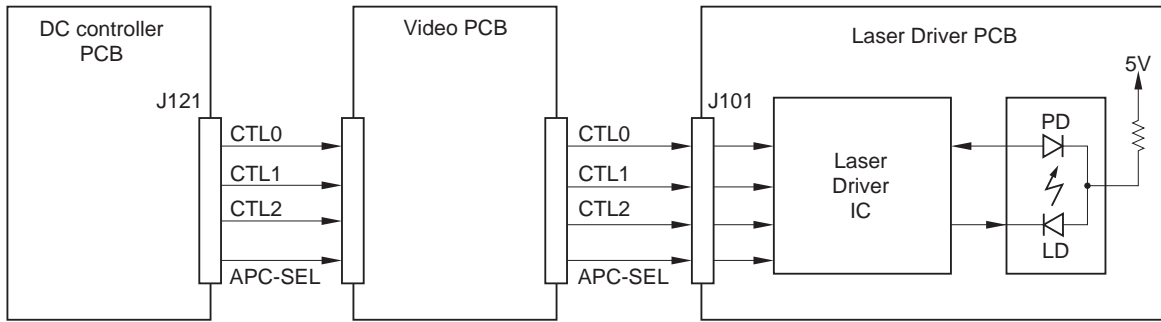 DC controller
PCB
Video PCB
Laser Driver PCB
5V
J121
J101
CTL0
CTL1
CTL2
APC-SEL
CTL0
CTL1
CTL2
APC-SEL
Laser
Driver
IC
PD
LD